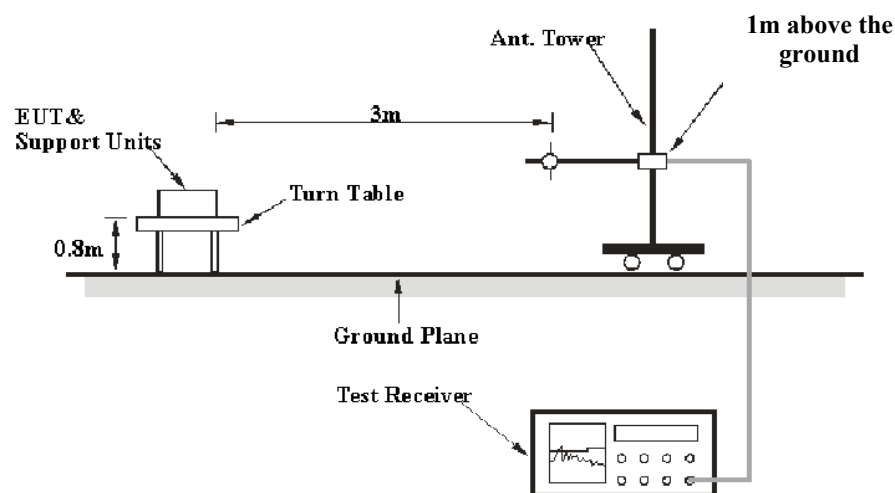 1m above the
ground
Ant. Tower
3m
EUT&
Support Units
Turn Table
0.8m
Ground Plane
Test Receiver